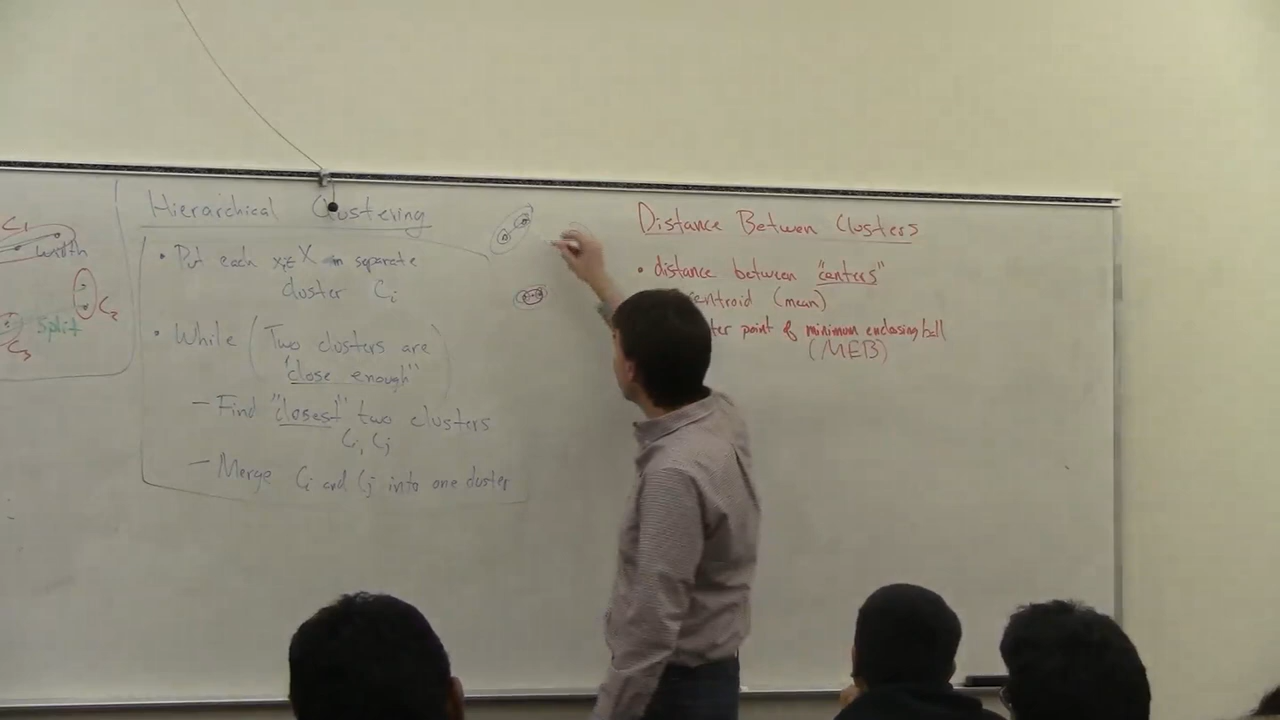 C1
width
C2
Split
C3
Hierarchical Clustering
• Put each xi∈X in separate
cluster Ci
• While (Two clusters are
"close enough")
– Find "closest" two clusters
Ci, Cj
– Merge Ci and Cj into one cluster
Distance Betwen Clusters
• distance between "centers"
centroid (mean)
ter point of minimum enclosing ball
(MEB)